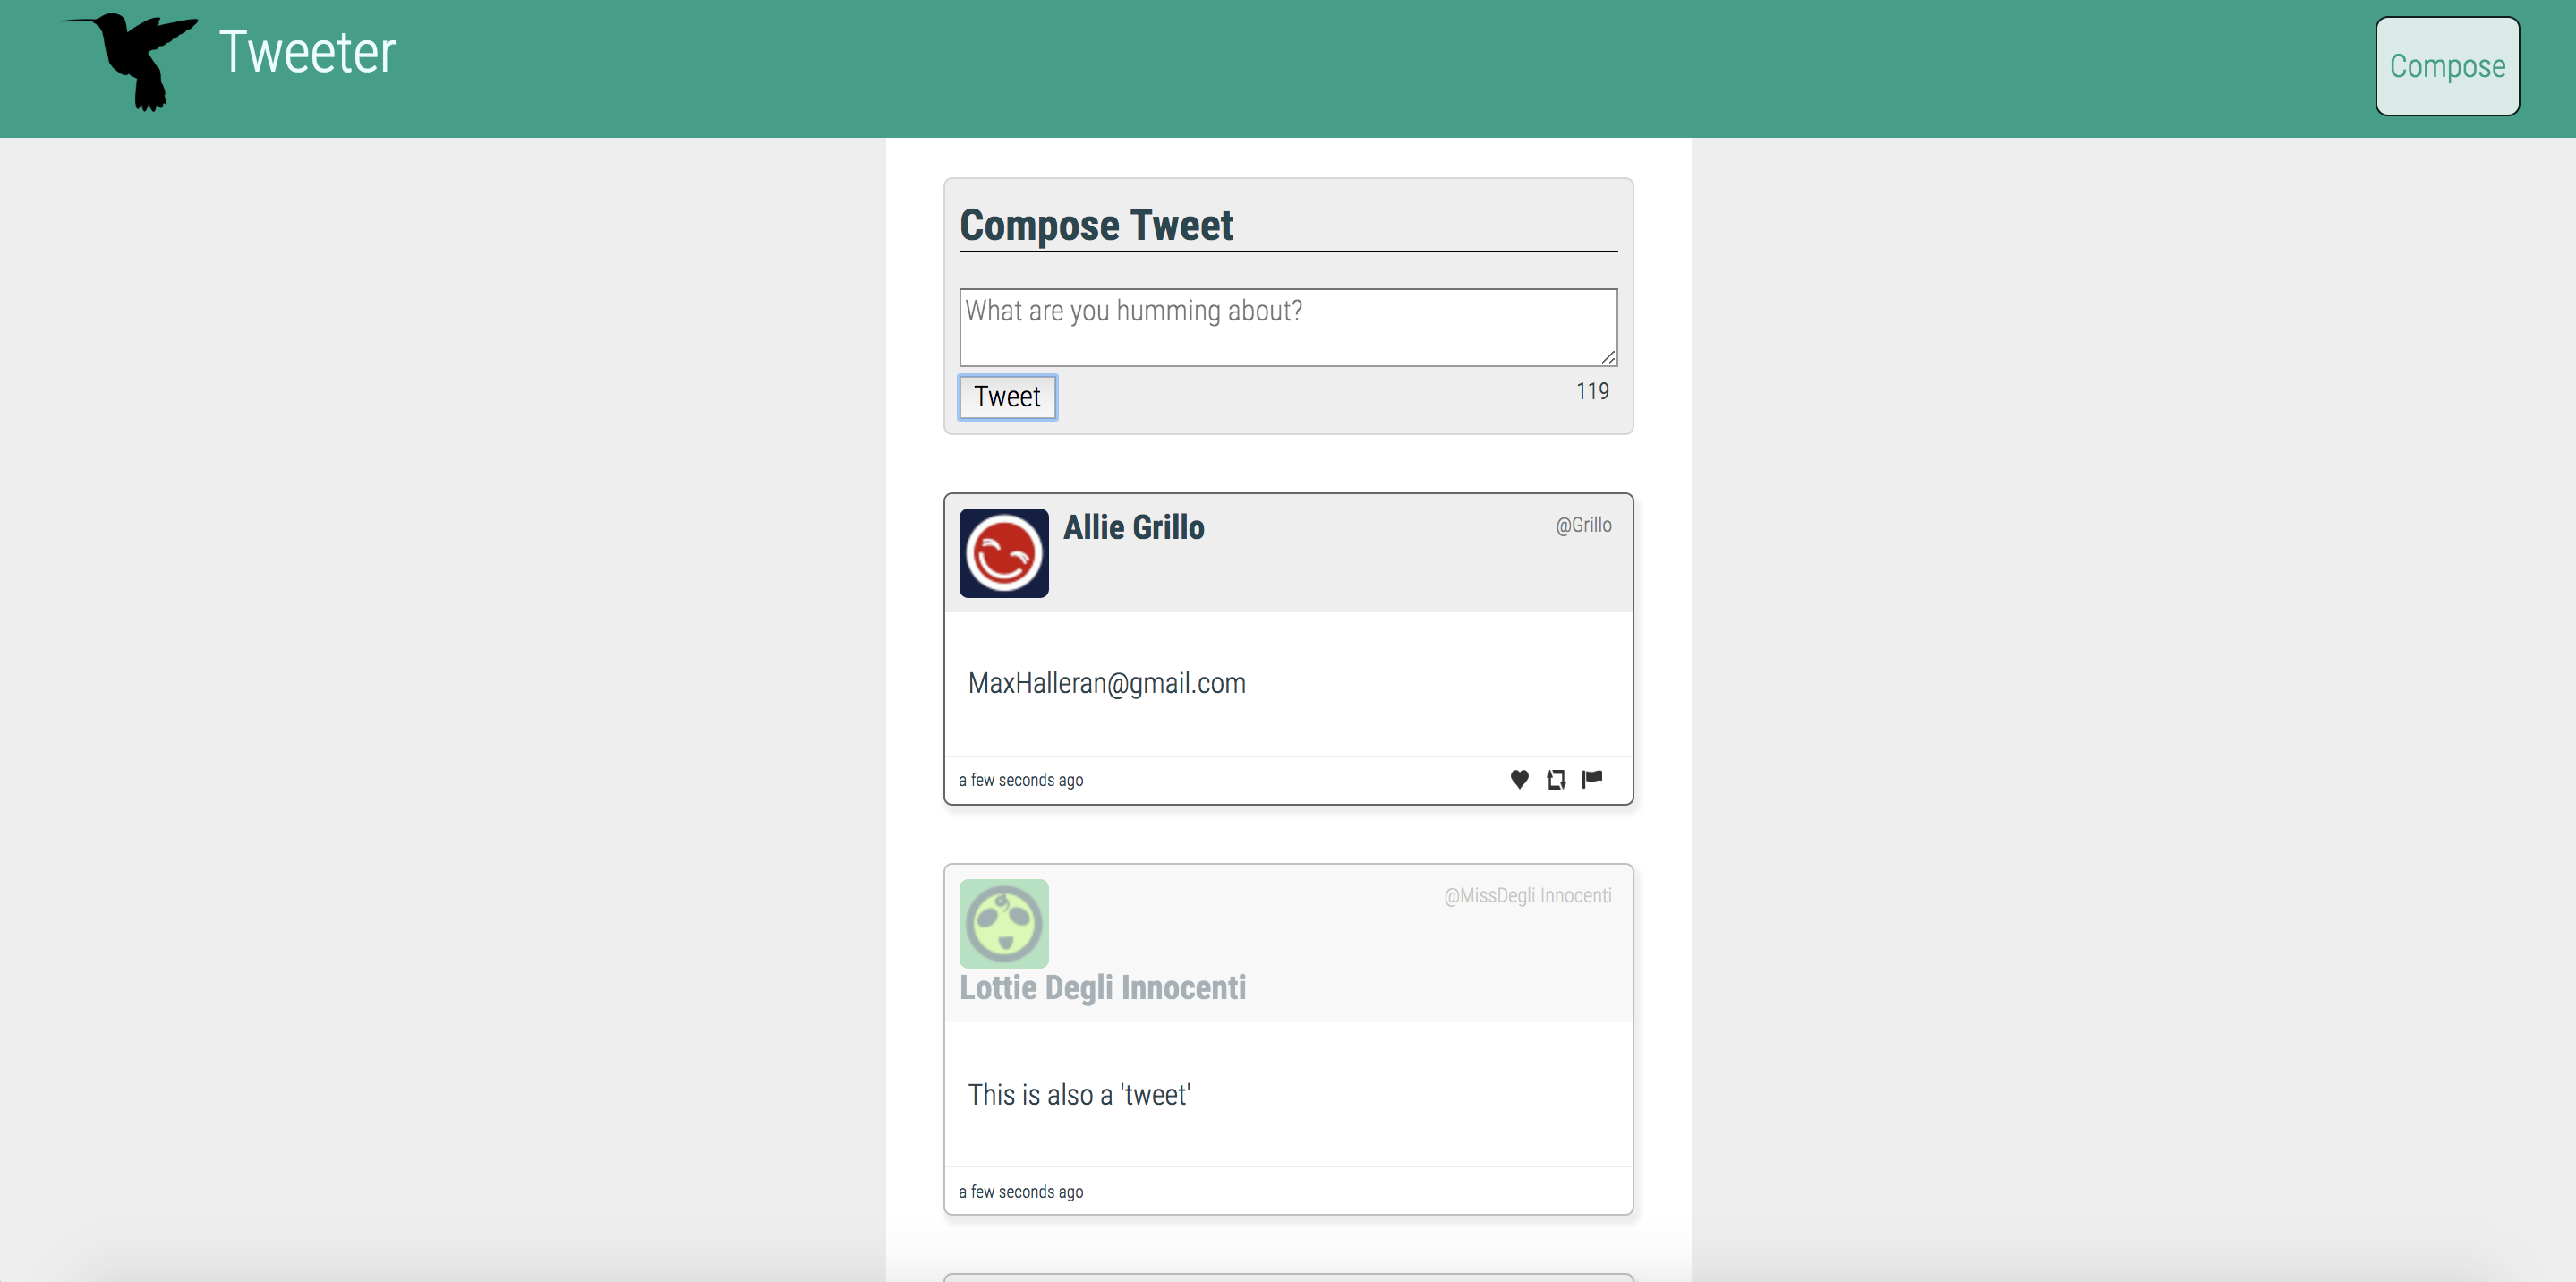 Tweeter
Compose
Compose Tweet
What are you humming about?
Tweet
119
Allie Grillo
@Grillo
MaxHalleran@gmail.com
a few seconds ago
@MissDegli Innocenti
Lottie Degli Innocenti
This is also a 'tweet'
a few seconds ago